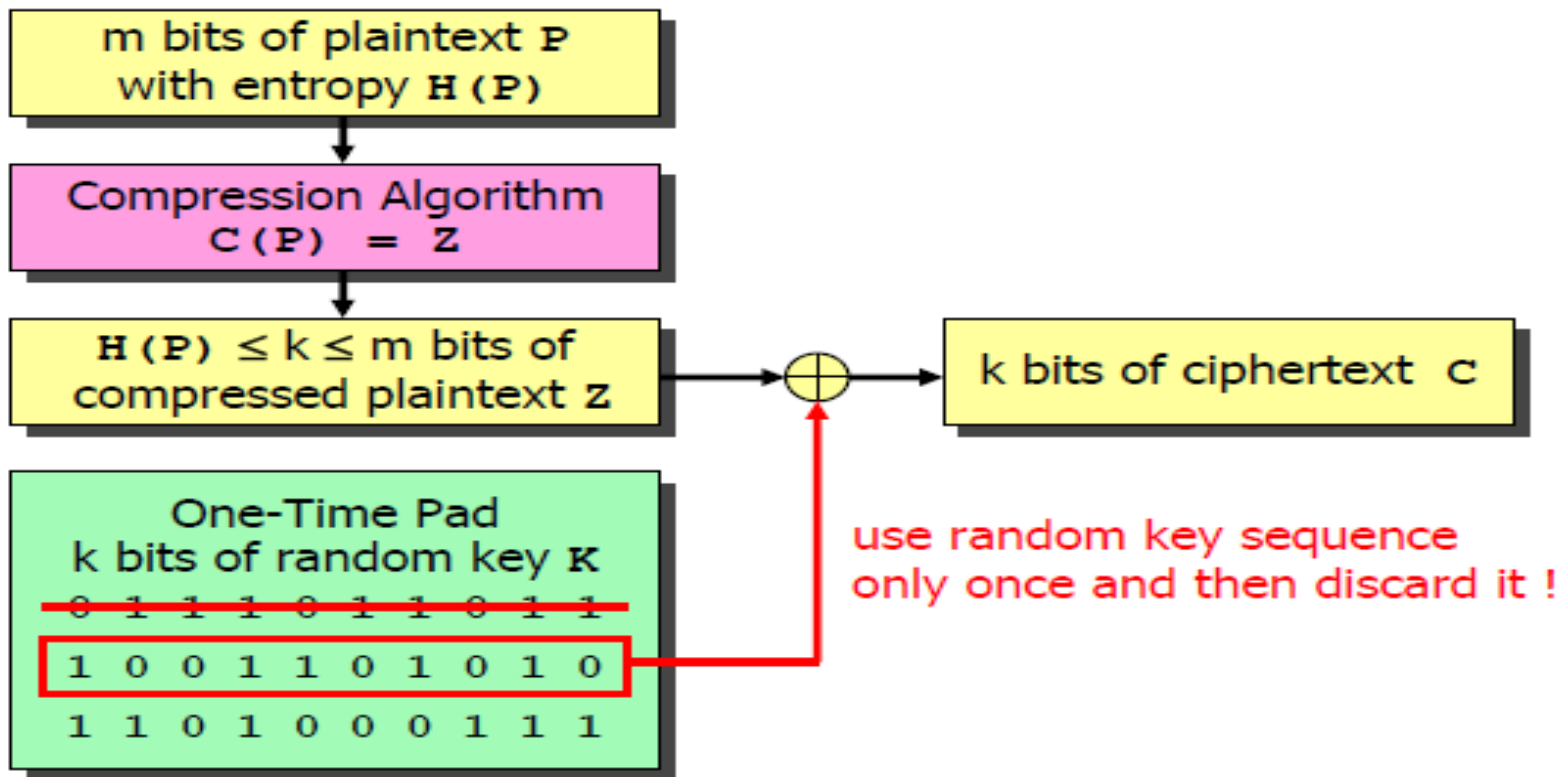 m bits of plaintext P
with entropy H(P)
Compression Algorithm
C(P) = Z
H(P) ≤ k ≤ m bits of
compressed plaintext Z
k bits of ciphertext C
One-Time Pad
k bits of random key K
0 1 1 1 0 1 1 0 1 1
1 0 0 1 1 0 1 0 1 0
1 1 0 1 0 0 0 1 1 1
use random key sequence
only once and then discard it !